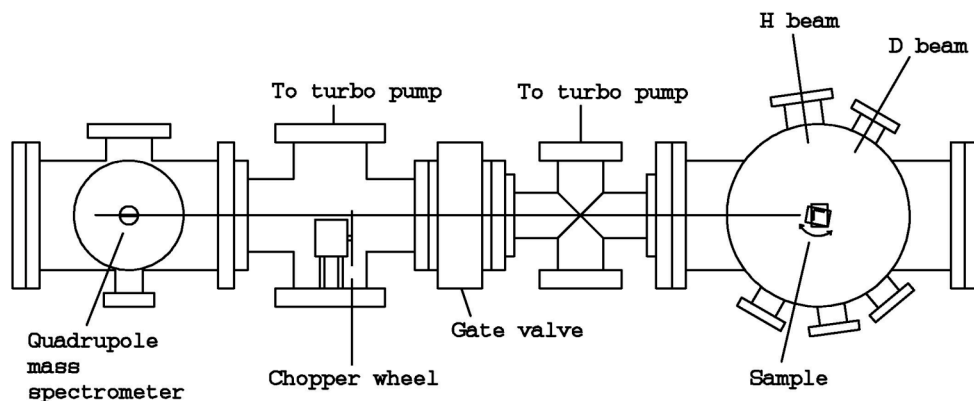 H beam
D beam
To turbo pump
To turbo pump
Quadrupole
mass
spectrometer
Chopper wheel
Gate valve
Sample